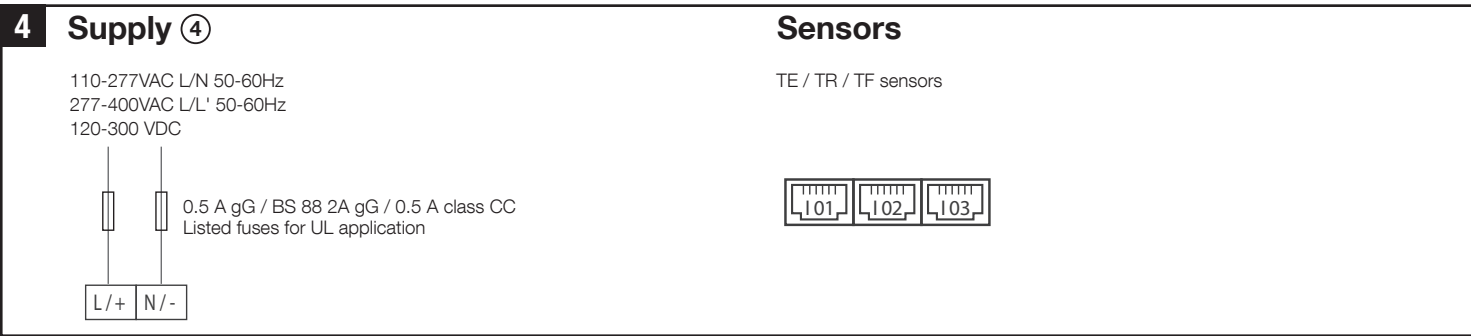 4 Supply ④
110-277VAC L/N 50-60Hz
277-400VAC L/L' 50-60Hz
120-300 VDC
0.5 A gG / BS 88 2A gG / 0.5 A class CC
Listed fuses for UL application
L/+ N/-
Sensors
TE / TR / TF sensors
I01 I02 I03